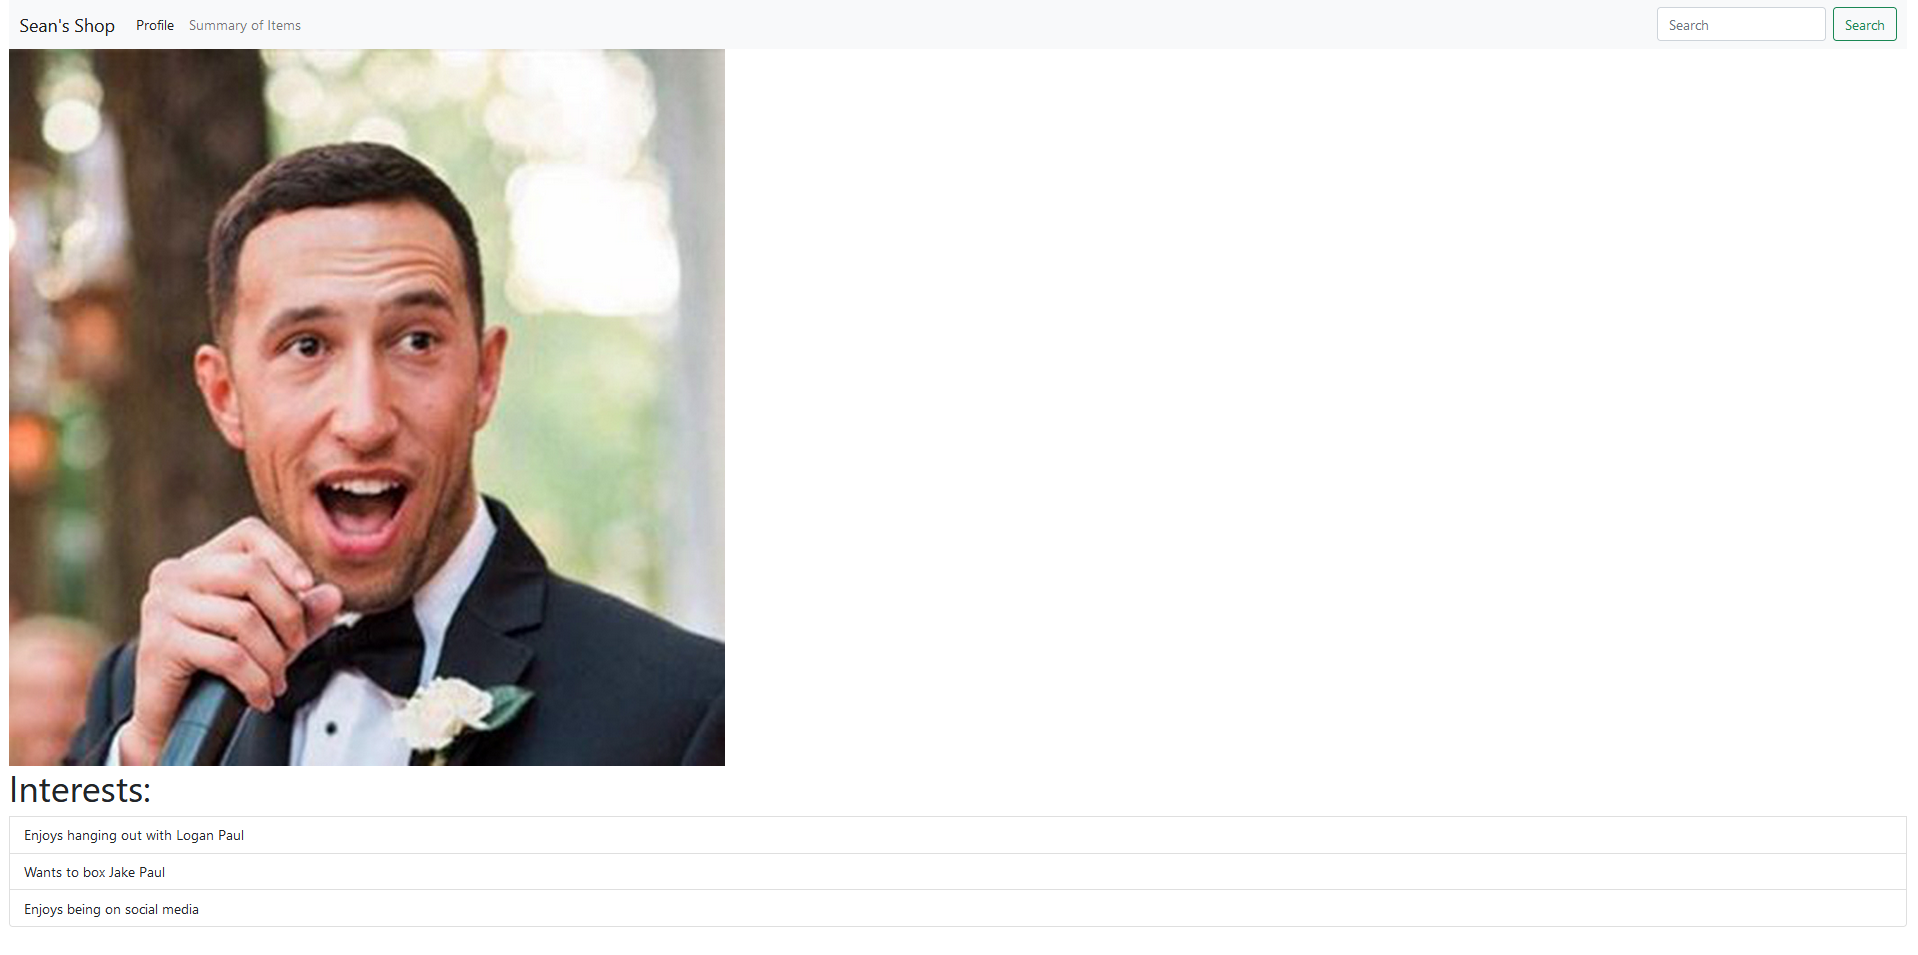 Sean's Shop Profile Summary of Items Search Search
Interests:
Enjoys hanging out with Logan Paul
Wants to box Jake Paul
Enjoys being on social media